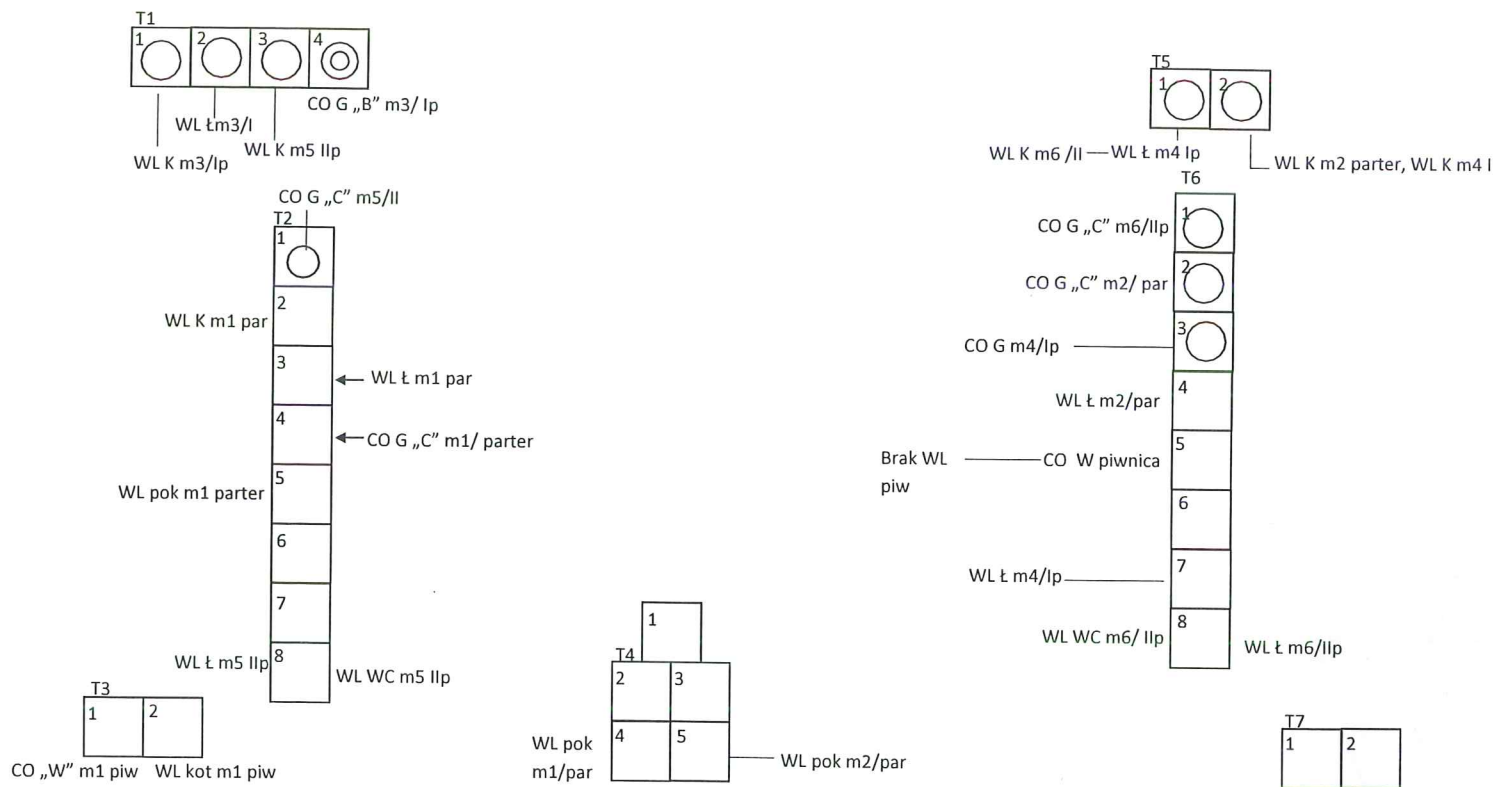 T1
1 2 3 4
CO G „B” m3/ Ip
WL Łm3/I
WL K m5 IIp
WL K m3/Ip
CO G „C” m5/II
T2
1
2
WL K m1 par
3
WL Ł m1 par
4
CO G „C” m1/ parter
5
WL pok m1 parter
6
7
8
WL Ł m5 IIp
WL WC m5 IIp
T3
1 2
CO „W” m1 piw WL kot m1 piw
1
T4
2 3
4 5
WL pok
m1/par
WL pok m2/par
T5
1 2
WL K m6 /II WL Ł m4 Ip
WL K m2 parter, WL K m4 I
T6
1
CO G „C” m6/IIp
2
CO G „C” m2/ par
3
CO G m4/Ip
4
WL Ł m2/par
5
Brak WL
piw
CO W piwnica
6
7
WL Ł m4/Ip
8
WL WC m6/ IIp
WL Ł m6/IIp
T7
1 2